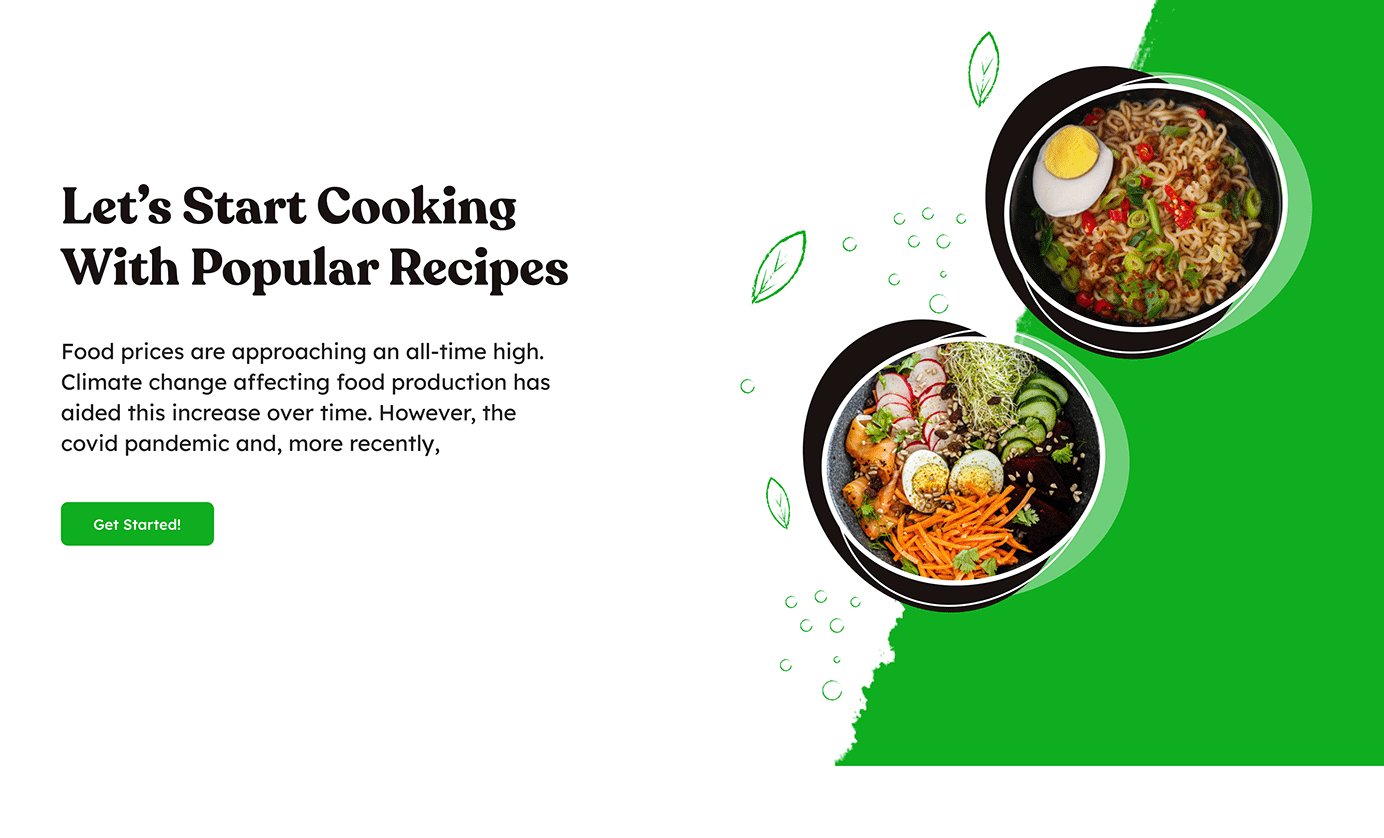 Let’s Start Cooking
With Popular Recipes
Food prices are approaching an all-time high.
Climate change affecting food production has
aided this increase over time. However, the
covid pandemic and, more recently,
Get Started!